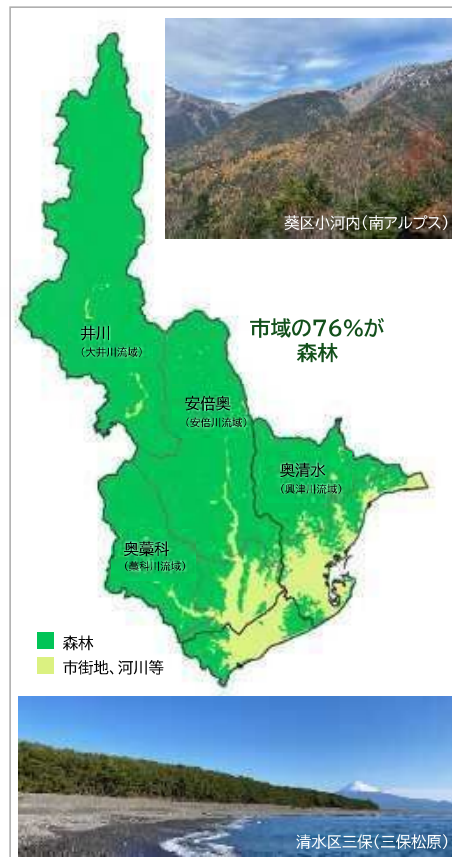 葵区小河内(南アルプス)
市域の76%が
森林
井川
(大井川流域)
安倍奥
(安倍川流域)
奥清水
(興津川流域)
奥藁科
(藁科川流域)
森林
市街地、河川等
清水区三保(三保松原)